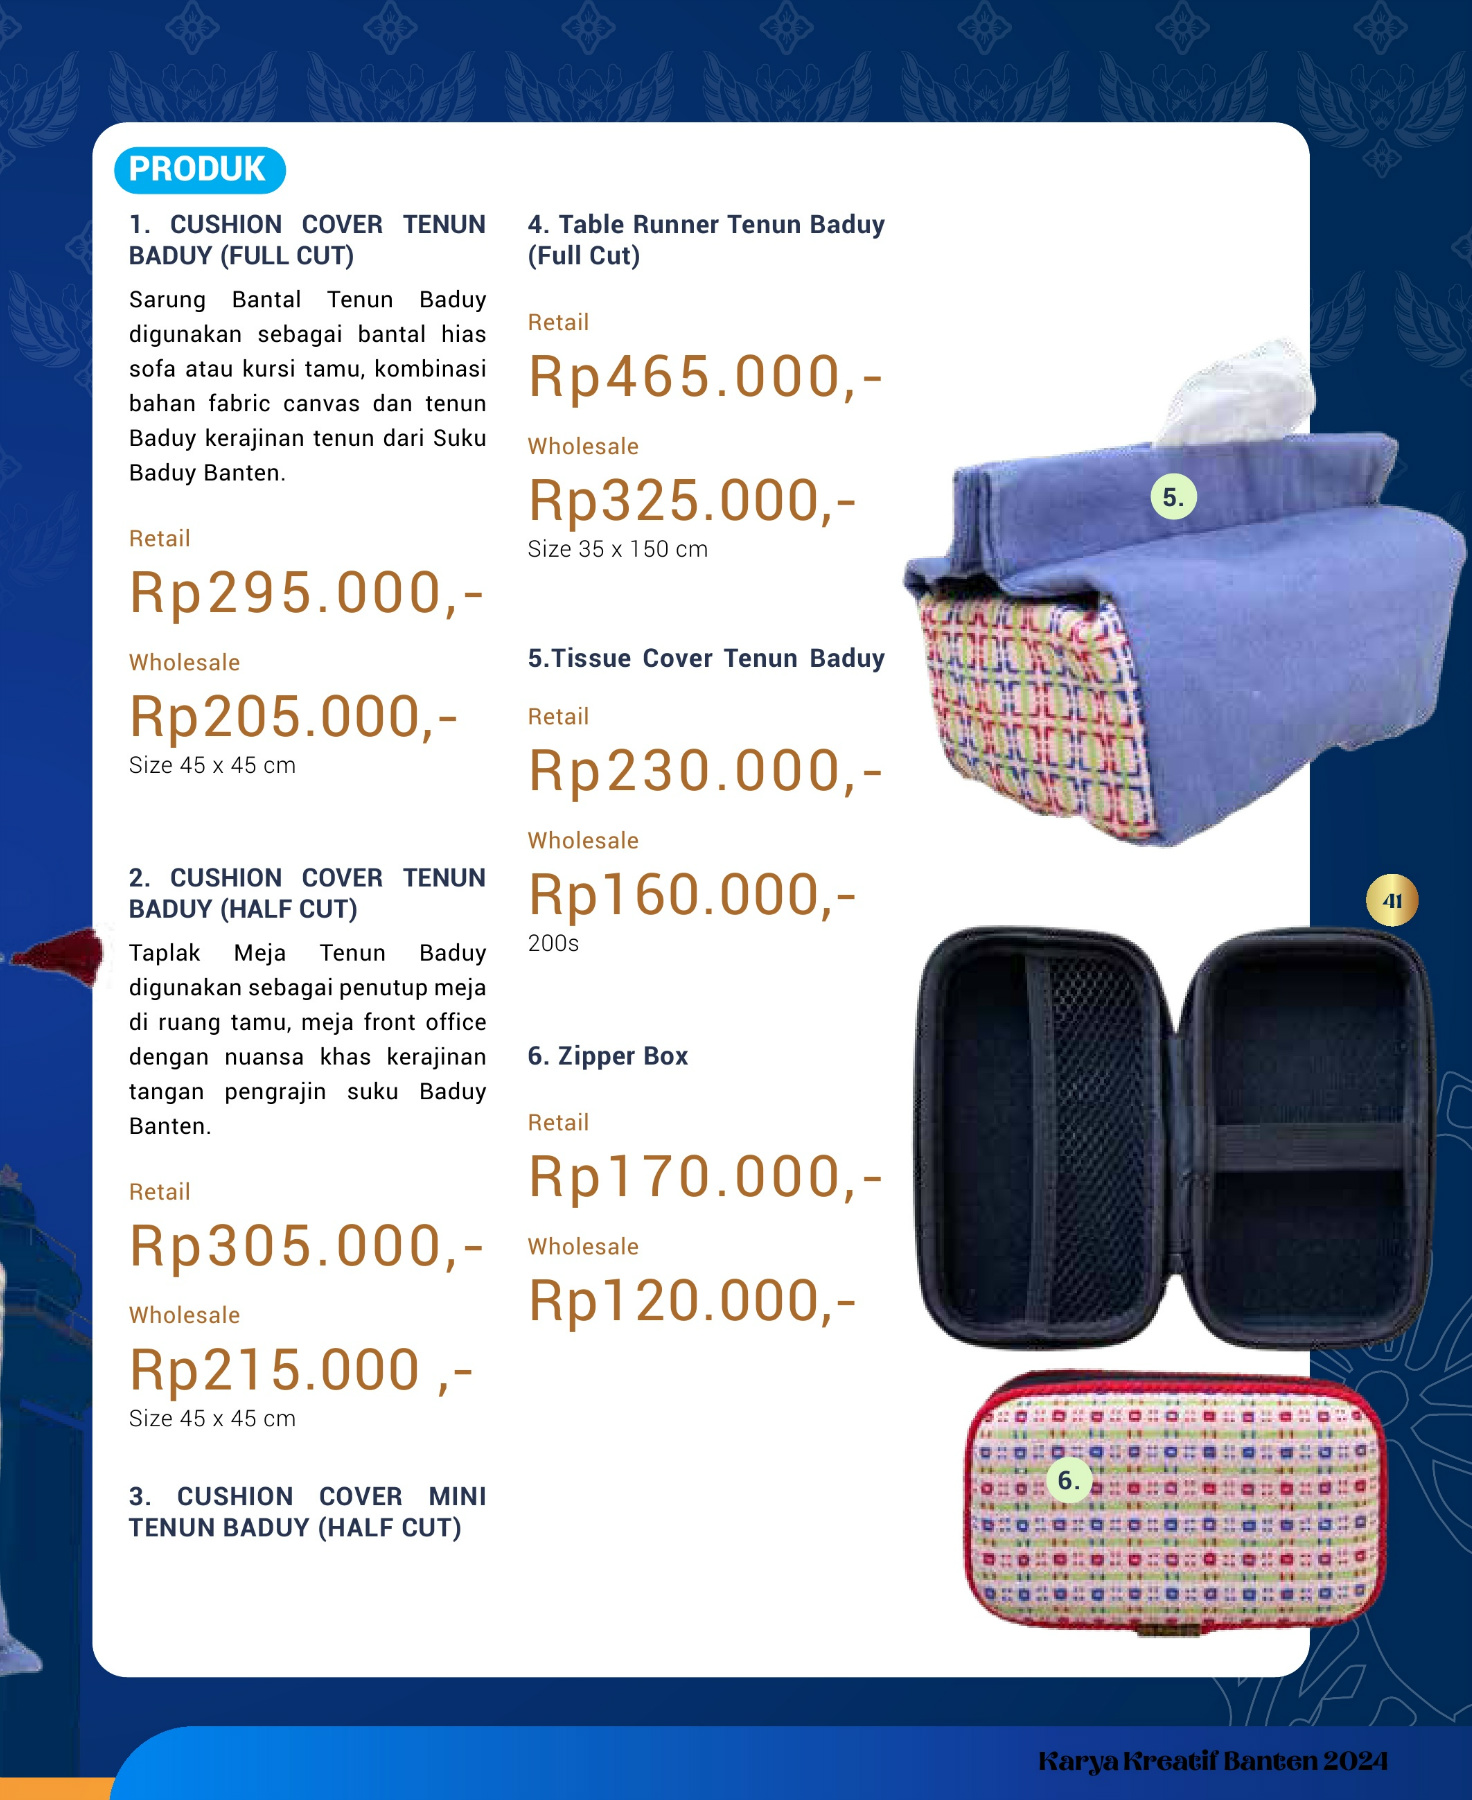 PRODUK
1. CUSHION COVER TENUN
BADUY (FULL CUT)
Sarung Bantal Tenun Baduy
digunakan sebagai bantal hias
sofa atau kursi tamu, kombinasi
bahan fabric canvas dan tenun
Baduy kerajinan tenun dari Suku
Baduy Banten.
Retail
Rp295.000,-
Wholesale
Rp205.000,-
Size 45 x 45 cm
2. CUSHION COVER TENUN
BADUY (HALF CUT)
Taplak Meja Tenun Baduy
digunakan sebagai penutup meja
di ruang tamu, meja front office
dengan nuansa khas kerajinan
tangan pengrajin suku Baduy
Banten.
Retail
Rp305.000,-
Wholesale
Rp215.000 ,-
Size 45 x 45 cm
3. CUSHION COVER MINI
TENUN BADUY (HALF CUT)
4. Table Runner Tenun Baduy
(Full Cut)
Retail
Rp465.000,-
Wholesale
Rp325.000,-
Size 35 x 150 cm
5.Tissue Cover Tenun Baduy
Retail
Rp230.000,-
Wholesale
Rp160.000,-
200s
6. Zipper Box
Retail
Rp170.000,-
Wholesale
Rp120.000,-
5.
41
6.
Karya Kreatif Banten 2024